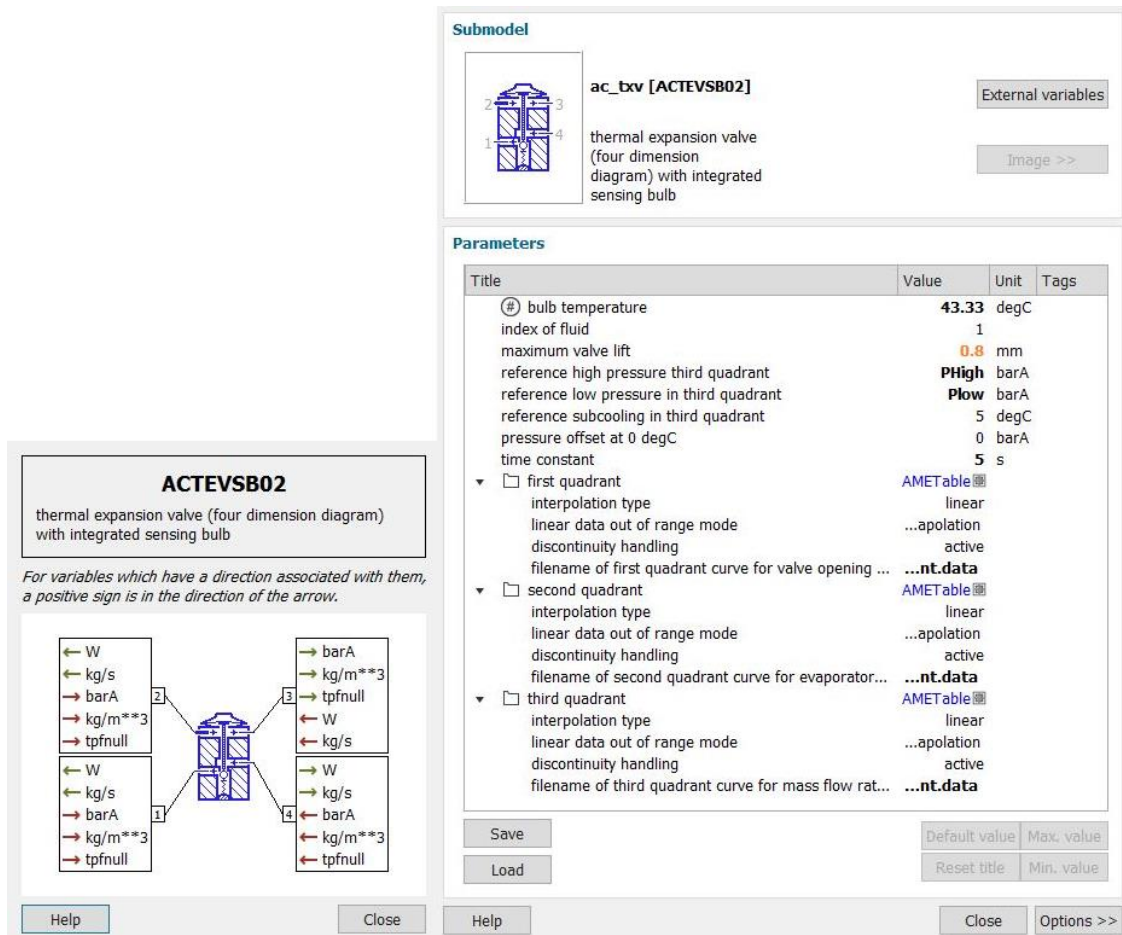 ACTEVSB02
thermal expansion valve (four dimension diagram)
with integrated sensing bulb
For variables which have a direction associated with them,
a positive sign is in the direction of the arrow.
← W
← kg/s
→ barA
→ kg/m**3
→ tpfnull
2
→ barA
→ kg/m**3
→ tpfnull
← W
← kg/s
3
← W
← kg/s
→ barA
→ kg/m**3
→ tpfnull
1
→ W
→ kg/s
← barA
← kg/m**3
← tpfnull
4
Help Close
Submodel
2 3
1 4
ac_txv [ACTEVSB02]
thermal expansion valve
(four dimension
diagram) with integrated
sensing bulb
External variables
Image >>
Parameters
Title Value Unit Tags
# bulb temperature 43.33 degC
index of fluid 1
maximum valve lift 0.8 mm
reference high pressure third quadrant PHigh barA
reference low pressure in third quadrant Plow barA
reference subcooling in third quadrant 5 degC
pressure offset at 0 degC 0 barA
time constant 5 s
first quadrant AMETable
interpolation type linear
linear data out of range mode ...apolation
discontinuity handling active
filename of first quadrant curve for valve opening ... ...nt.data
second quadrant AMETable
interpolation type linear
linear data out of range mode ...apolation
discontinuity handling active
filename of second quadrant curve for evaporator... ...nt.data
third quadrant AMETable
interpolation type linear
linear data out of range mode ...apolation
discontinuity handling active
filename of third quadrant curve for mass flow rat... ...nt.data
Save Default value Max. value
Load Reset title Min. value
Help Close Options >>